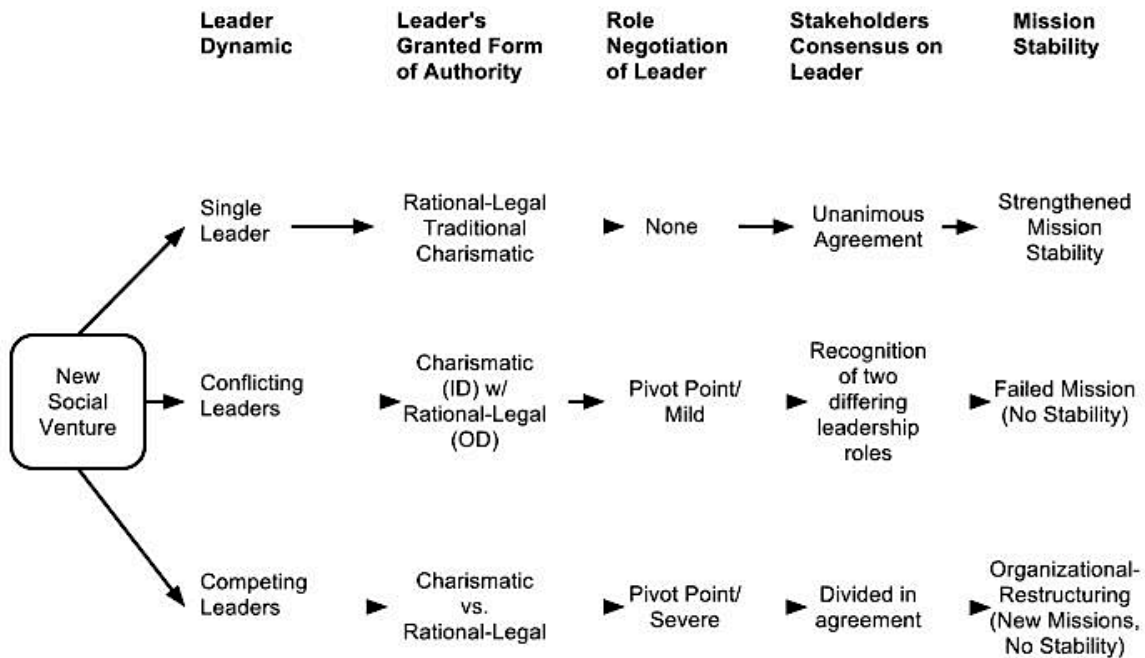 Leader
Dynamic
Leader's
Granted Form
of Authority
Role
Negotiation
of Leader
Stakeholders
Consensus on
Leader
Mission
Stability
Single
Leader
Rational-Legal
Traditional
Charismatic
None
Unanimous
Agreement
Strengthened
Mission
Stability
New
Social
Venture
Conflicting
Leaders
Charismatic
(ID) w/
Rational-Legal
(OD)
Pivot Point/
Mild
Recognition
of two
differing
leadership
roles
Failed Mission
(No Stability)
Competing
Leaders
Charismatic
vs.
Rational-Legal
Pivot Point/
Severe
Divided in
agreement
Organizational-
Restructuring
(New Missions,
No Stability)